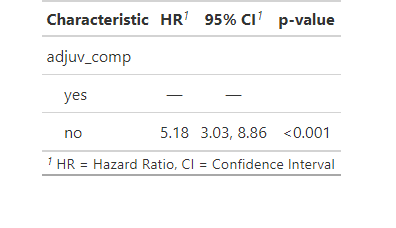 Characteristic HR¹ 95% CI¹ p-value
adjuv_comp
yes — —
no 5.18 3.03, 8.86 <0.001
¹ HR = Hazard Ratio, CI = Confidence Interval